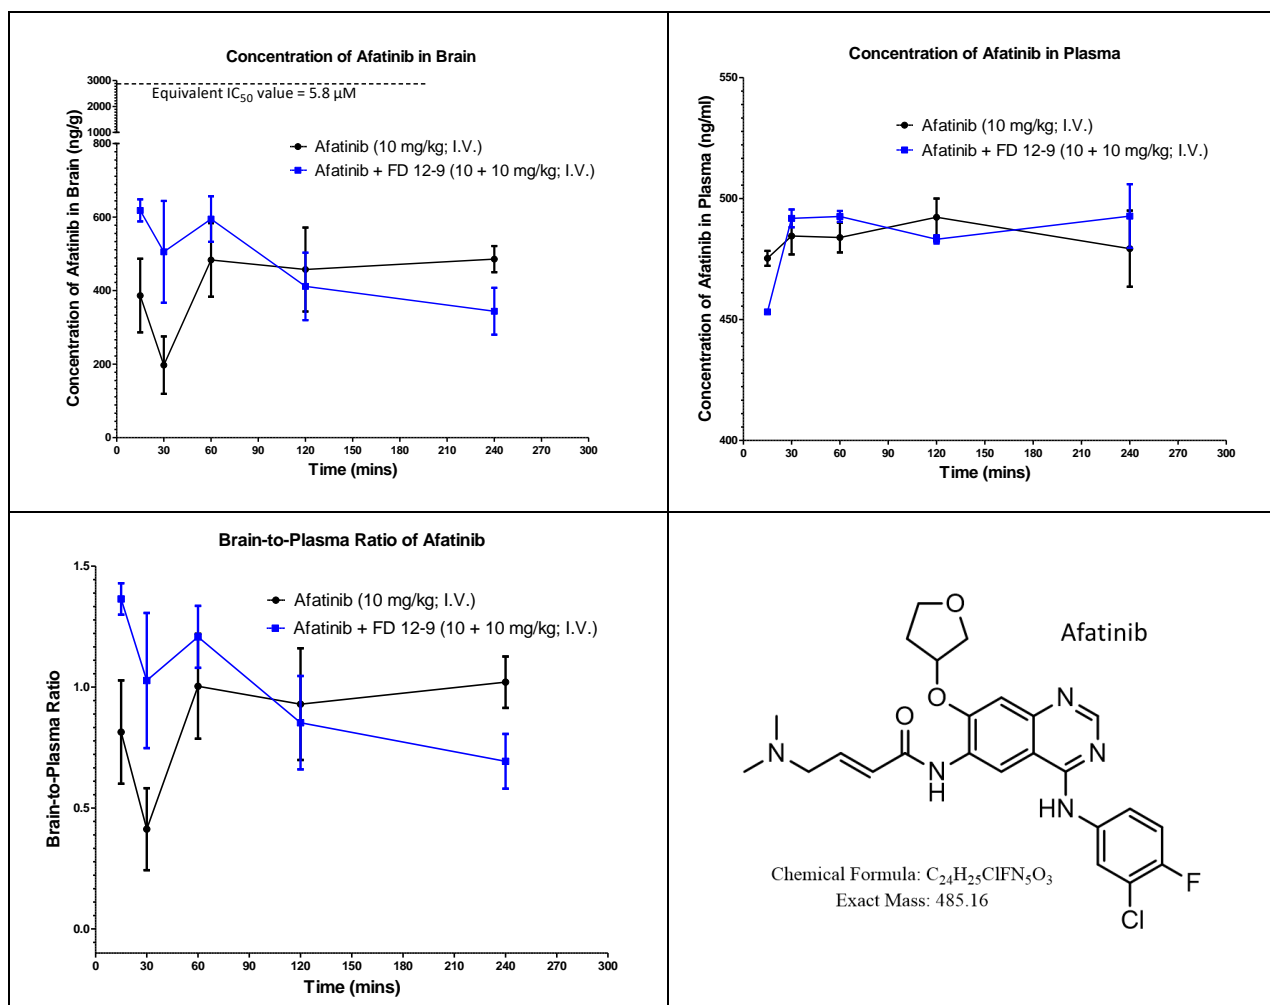 Concentration of Afatinib in Brain
3000
2000
1000
800
600
400
200
0
Equivalent IC50 value = 5.8 µM
Afatinib (10 mg/kg; I.V.)
Afatinib + FD 12-9 (10 + 10 mg/kg; I.V.)
Concentration of Afatinib in Brain (ng/g)
0 30 60 90 120 150 180 210 240 270 300
Time (mins)
Concentration of Afatinib in Plasma
550
500
450
400
Afatinib (10 mg/kg; I.V.)
Afatinib + FD 12-9 (10 + 10 mg/kg; I.V.)
Concentration of Afatinib in Plasma (ng/ml)
0 30 60 90 120 150 180 210 240 270 300
Time (mins)
Brain-to-Plasma Ratio of Afatinib
1.5
1.0
0.5
0.0
Afatinib (10 mg/kg; I.V.)
Afatinib + FD 12-9 (10 + 10 mg/kg; I.V.)
Brain-to-Plasma Ratio
0 30 60 90 120 150 180 210 240 270 300
Time (mins)
Afatinib
O
O
O
N
N
N
N
H
HN
F
Cl
Chemical Formula: C24H25ClFN5O3
Exact Mass: 485.16